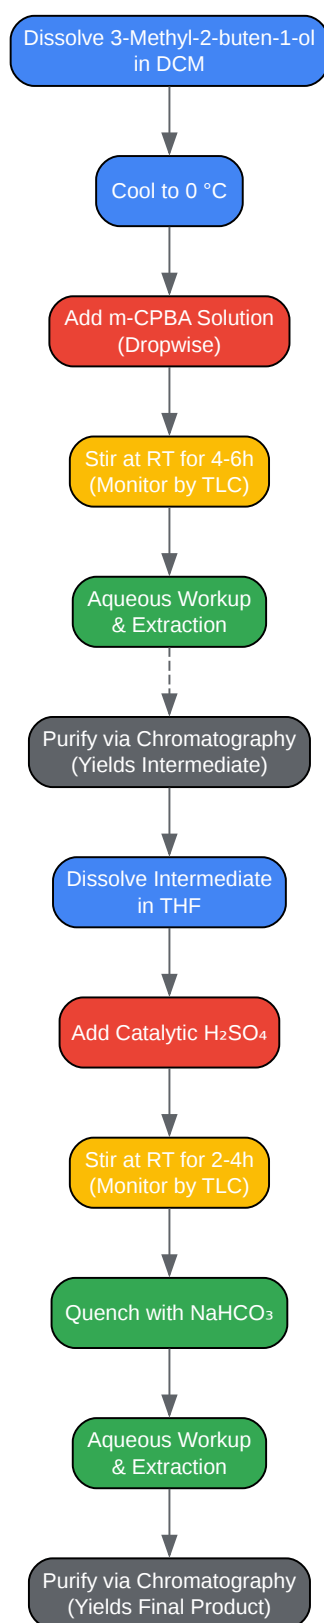 Dissolve 3-Methyl-2-buten-1-ol
in DCM
Cool to 0 °C
Add m-CPBA Solution
(Dropwise)
Stir at RT for 4-6h
(Monitor by TLC)
Aqueous Workup
& Extraction
Purify via Chromatography
(Yields Intermediate)
Dissolve Intermediate
in THF
Add Catalytic H₂SO₄
Stir at RT for 2-4h
(Monitor by TLC)
Quench with NaHCO₃
Aqueous Workup
& Extraction
Purify via Chromatography
(Yields Final Product)